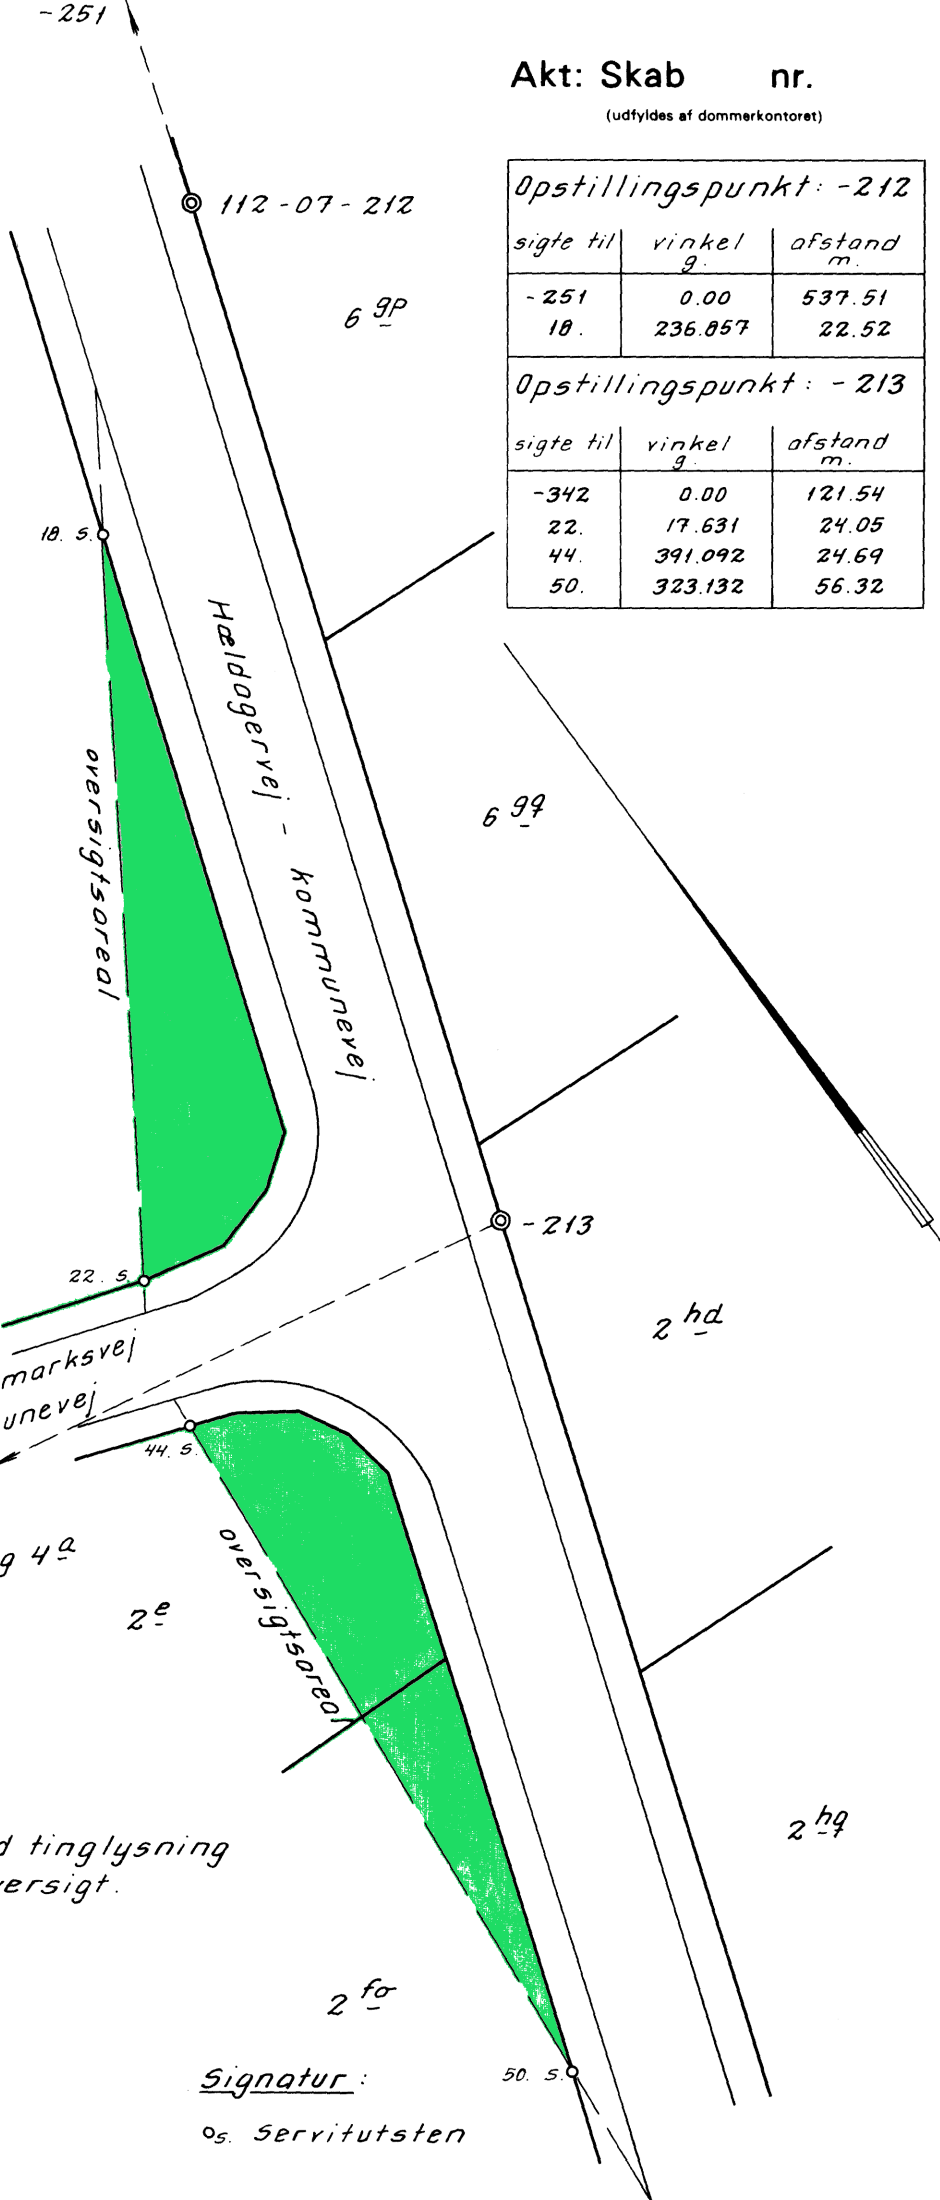 -251
Akt: Skab nr.
(udfyldes af dommerkontoret)
112-07-212
Opstillingspunkt: -212
sigte til vinkel g. afstand m.
-251 0.00 537.51
18. 236.857 22.52
Opstillingspunkt: -213
sigte til vinkel g. afstand m.
-342 0.00 121.54
22. 17.631 24.05
44. 391.092 24.69
50. 323.132 56.32
6 gp
18. s.
Hældagervej - kommunevej
oversigtsareal
6 gq
-213
22. s.
2 hd
marksvej
unevej
44. s.
g 4a
2e
oversigtsareal
2 hq
d tinglysning
ersigt.
2 fo
50. s.
Signatur:
os. servitutsten